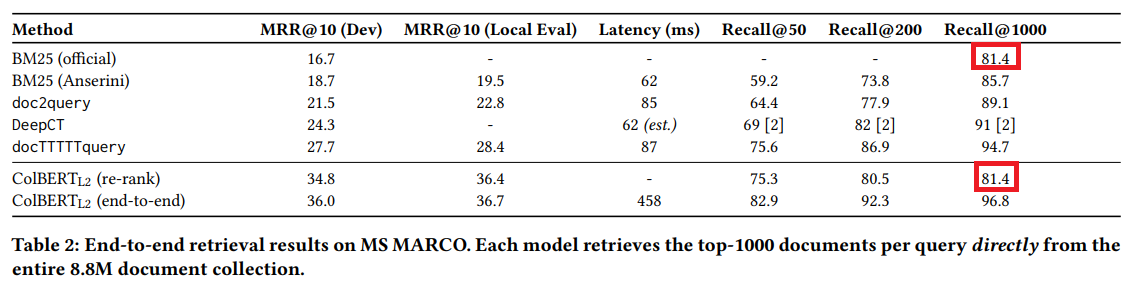 Method MRR@10 (Dev) MRR@10 (Local Eval) Latency (ms) Recall@50 Recall@200 Recall@1000
BM25 (official) 16.7 - - - - 81.4
BM25 (Anserini) 18.7 19.5 62 59.2 73.8 85.7
doc2query 21.5 22.8 85 64.4 77.9 89.1
DeepCT 24.3 - 62 (est.) 69 [2] 82 [2] 91 [2]
docTTTTTquery 27.7 28.4 87 75.6 86.9 94.7
ColBERTL2 (re-rank) 34.8 36.4 - 75.3 80.5 81.4
ColBERTL2 (end-to-end) 36.0 36.7 458 82.9 92.3 96.8
Table 2: End-to-end retrieval results on MS MARCO. Each model retrieves the top-1000 documents per query directly from the
entire 8.8M document collection.